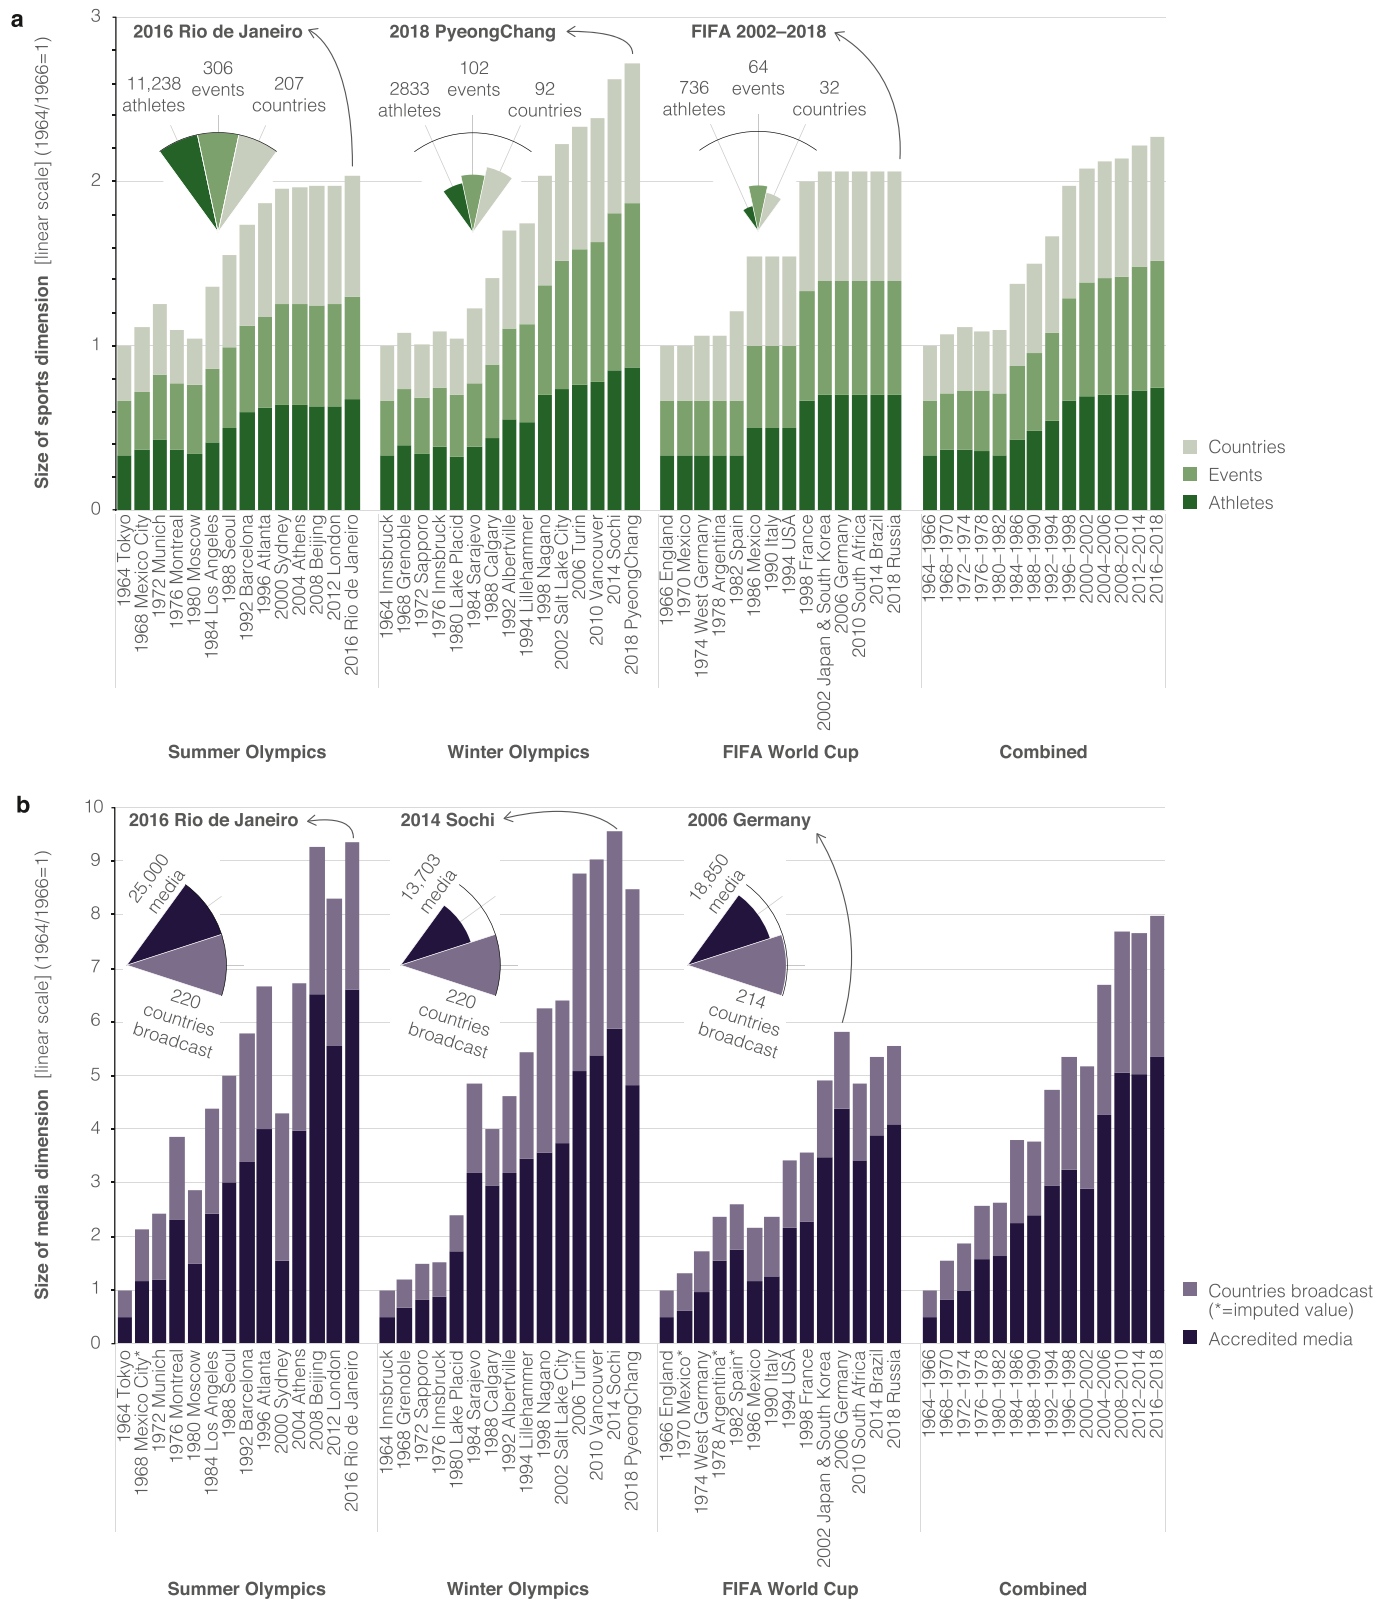 a
3
2
1
0
Size of sports dimension [linear scale] (1964/1966=1)
2016 Rio de Janeiro
11,238
athletes
306
events
207
countries
2018 PyeongChang
2833
athletes
102
events
92
countries
FIFA 2002–2018
736
athletes
64
events
32
countries
Countries
Events
Athletes
1964 Tokyo
1968 Mexico City
1972 Munich
1976 Montreal
1980 Moscow
1984 Los Angeles
1988 Seoul
1992 Barcelona
1996 Atlanta
2000 Sydney
2004 Athens
2008 Beijing
2012 London
2016 Rio de Janeiro
1964 Innsbruck
1968 Grenoble
1972 Sapporo
1976 Innsbruck
1980 Lake Placid
1984 Sarajevo
1988 Calgary
1992 Albertville
1994 Lillehammer
1998 Nagano
2002 Salt Lake City
2006 Turin
2010 Vancouver
2014 Sochi
2018 PyeongChang
1966 England
1970 Mexico
1974 West Germany
1978 Argentina
1982 Spain
1986 Mexico
1990 Italy
1994 USA
1998 France
2002 Japan & South Korea
2006 Germany
2010 South Africa
2014 Brazil
2018 Russia
1964–1966
1968–1970
1972–1974
1976–1978
1980–1982
1984–1986
1988–1990
1992–1994
1996–1998
2000–2002
2004–2006
2008–2010
2012–2014
2016–2018
Summer Olympics
Winter Olympics
FIFA World Cup
Combined
b
10
9
8
7
6
5
4
3
2
1
0
Size of media dimension [linear scale] (1964/1966=1)
2016 Rio de Janeiro
25,000
media
220
countries
broadcast
2014 Sochi
13,703
media
220
countries
broadcast
2006 Germany
18,850
media
214
countries
broadcast
Countries broadcast
(*=imputed value)
Accredited media
1964 Tokyo
1968 Mexico City*
1972 Munich
1976 Montreal
1980 Moscow
1984 Los Angeles
1988 Seoul
1992 Barcelona
1996 Atlanta
2000 Sydney
2004 Athens
2008 Beijing
2012 London
2016 Rio de Janeiro
1964 Innsbruck
1968 Grenoble
1972 Sapporo
1976 Innsbruck
1980 Lake Placid
1984 Sarajevo
1988 Calgary
1992 Albertville
1994 Lillehammer
1998 Nagano
2002 Salt Lake City
2006 Turin
2010 Vancouver
2014 Sochi
2018 PyeongChang
1966 England
1970 Mexico*
1974 West Germany
1978 Argentina*
1982 Spain*
1986 Mexico
1990 Italy
1994 USA
1998 France
2002 Japan & South Korea
2006 Germany
2010 South Africa
2014 Brazil
2018 Russia
1964–1966
1968–1970
1972–1974
1976–1978
1980–1982
1984–1986
1988–1990
1992–1994
1996–1998
2000–2002
2004–2006
2008–2010
2012–2014
2016–2018
Summer Olympics
Winter Olympics
FIFA World Cup
Combined